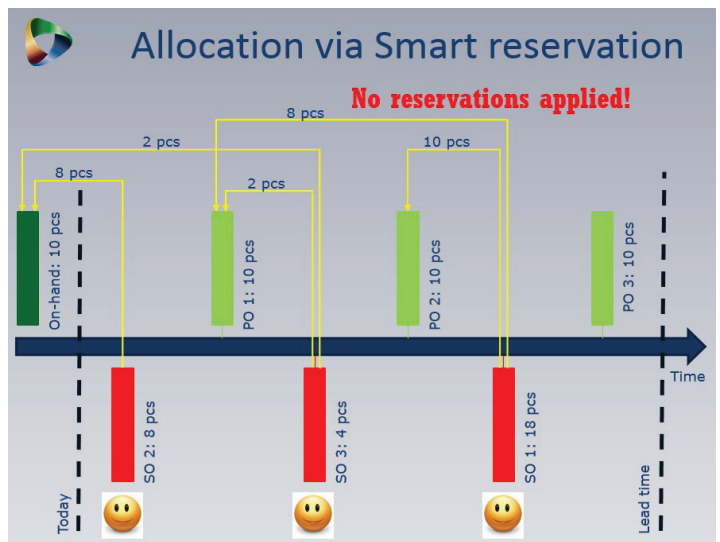 Allocation via Smart reservation
No reservations applied!
8 pcs
2 pcs
10 pcs
8 pcs
2 pcs
On-hand: 10 pcs
PO 1: 10 pcs
PO 2: 10 pcs
PO 3: 10 pcs
Time
SO 2: 8 pcs
SO 3: 4 pcs
SO 1: 18 pcs
Today
Lead time